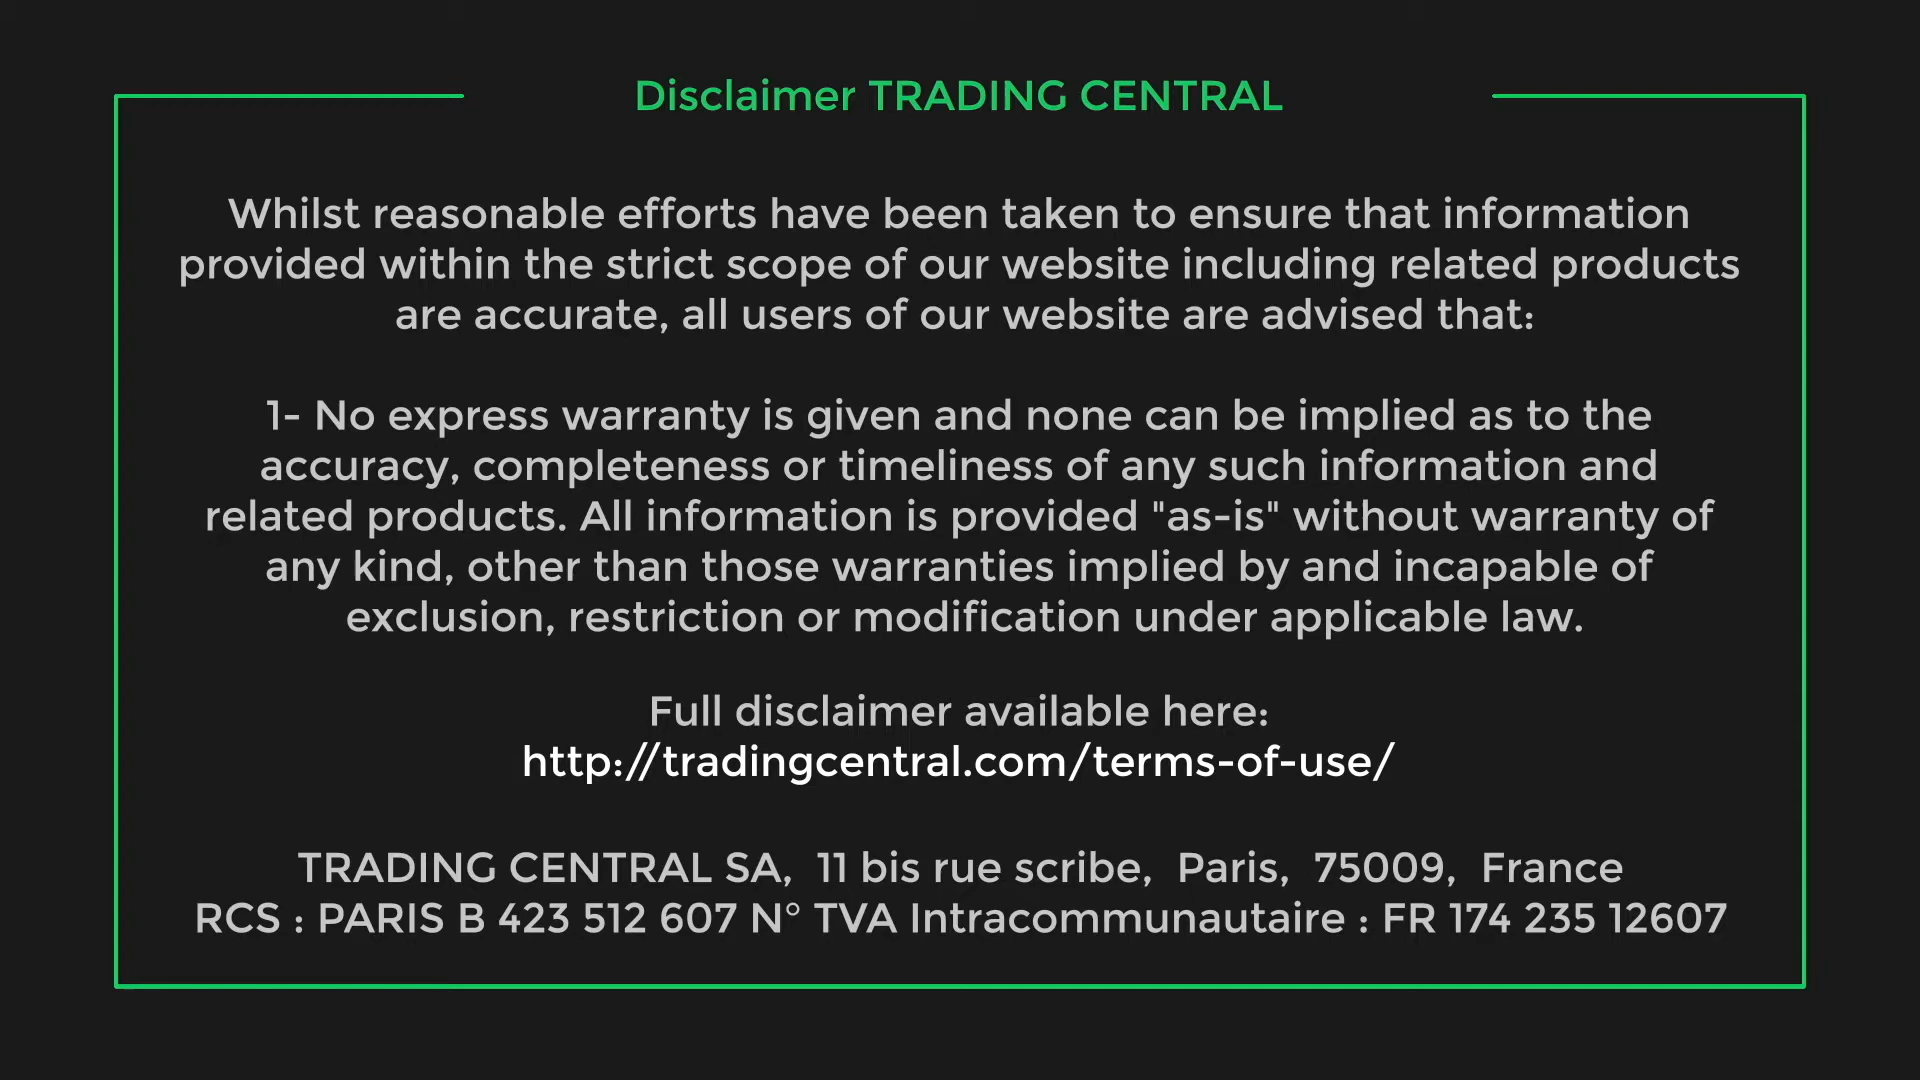 Disclaimer TRADING CENTRAL
Whilst reasonable efforts have been taken to ensure that information
provided within the strict scope of our website including related products
are accurate, all users of our website are advised that:
1- No express warranty is given and none can be implied as to the
accuracy, completeness or timeliness of any such information and
related products. All information is provided "as-is" without warranty of
any kind, other than those warranties implied by and incapable of
exclusion, restriction or modification under applicable law.
Full disclaimer available here:
http://tradingcentral.com/terms-of-use/
TRADING CENTRAL SA, 11 bis rue scribe, Paris, 75009, France
RCS : PARIS B 423 512 607 N° TVA Intracommunautaire : FR 174 235 12607